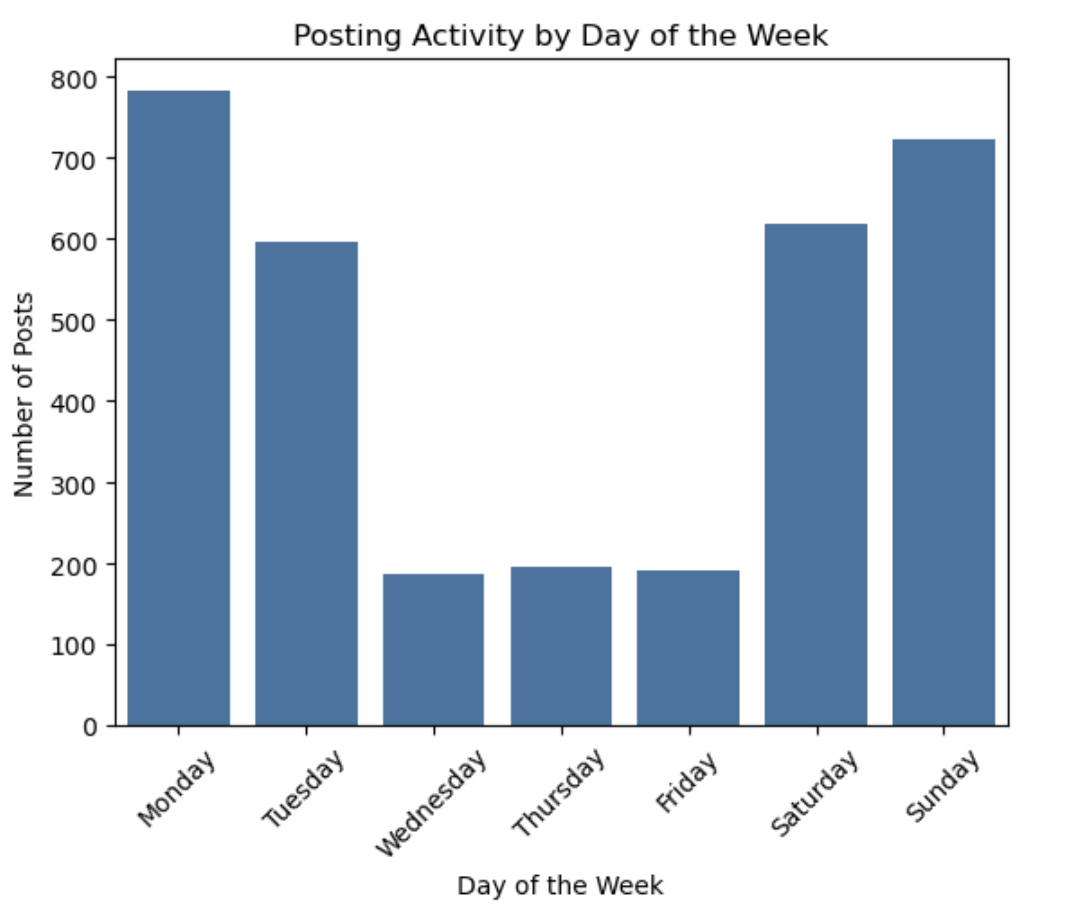 Posting Activity by Day of the Week
800
700
600
500
400
300
200
100
0
Number of Posts
Monday
Tuesday
Wednesday
Thursday
Friday
Saturday
Sunday
Day of the Week